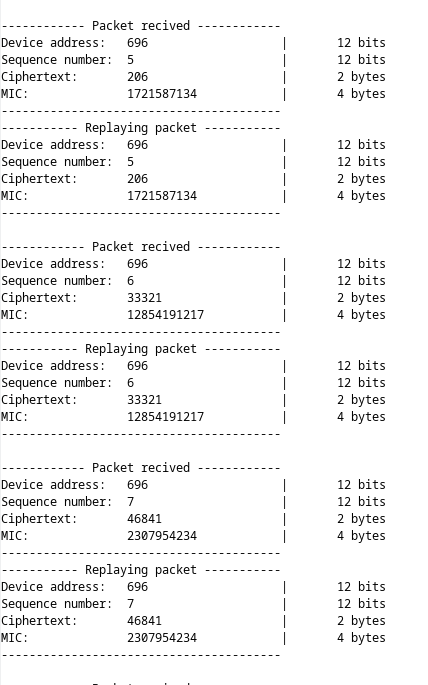 ------------ Packet recived ------------
Device address:   696                   |       12 bits
Sequence number:  5                     |       12 bits
Ciphertext:       206                   |       2 bytes
MIC:              1721587134            |       4 bytes
----------------------------------------
----------- Replaying packet -----------
Device address:   696                   |       12 bits
Sequence number:  5                     |       12 bits
Ciphertext:       206                   |       2 bytes
MIC:              1721587134            |       4 bytes
----------------------------------------
------------ Packet recived ------------
Device address:   696                   |       12 bits
Sequence number:  6                     |       12 bits
Ciphertext:       33321                 |       2 bytes
MIC:              12854191217           |       4 bytes
----------------------------------------
----------- Replaying packet -----------
Device address:   696                   |       12 bits
Sequence number:  6                     |       12 bits
Ciphertext:       33321                 |       2 bytes
MIC:              12854191217           |       4 bytes
----------------------------------------
------------ Packet recived ------------
Device address:   696                   |       12 bits
Sequence number:  7                     |       12 bits
Ciphertext:       46841                 |       2 bytes
MIC:              2307954234            |       4 bytes
----------------------------------------
----------- Replaying packet -----------
Device address:   696                   |       12 bits
Sequence number:  7                     |       12 bits
Ciphertext:       46841                 |       2 bytes
MIC:              2307954234            |       4 bytes
----------------------------------------